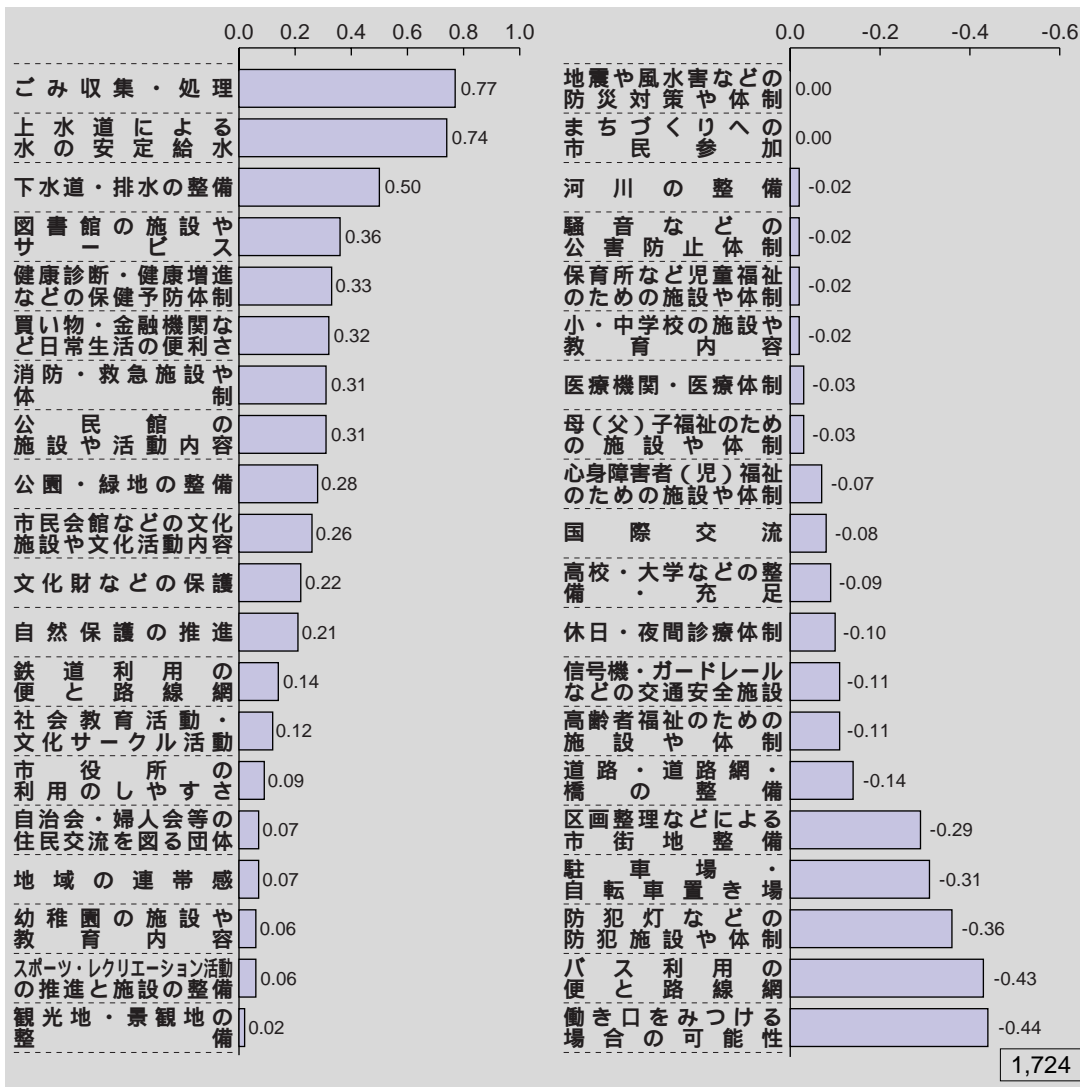 0.0 0.2 0.4 0.6 0.8 1.0
ごみ収集・処理
0.77
上水道による
水の安定給水
0.74
下水道・排水の整備
0.50
図書館の施設や
サービス
0.36
健康診断・健康増進
などの保健予防体制
0.33
買い物・金融機関な
ど日常生活の便利さ
0.32
消防・救急施設や
体制
0.31
公民館の
施設や活動内容
0.31
公園・緑地の整備
0.28
市民会館などの文化
施設や文化活動内容
0.26
文化財などの保護
0.22
自然保護の推進
0.21
鉄道利用の
便と路線網
0.14
社会教育活動・
文化サークル活動
0.12
市役所の
利用のしやすさ
0.09
自治会・婦人会等の
住民交流を図る団体
0.07
地域の連帯感
0.07
幼稚園の施設や
教育内容
0.06
スポーツ・レクリエーション活動
の推進と施設の整備
0.06
観光地・景観地の
整備
0.02
0.0 -0.2 -0.4 -0.6
地震や風水害などの
防災対策や体制
0.00
まちづくりへの
市民参加
0.00
河川の整備
-0.02
騒音などの
公害防止体制
-0.02
保育所など児童福祉
のための施設や体制
-0.02
小・中学校の施設や
教育内容
-0.02
医療機関・医療体制
-0.03
母(父)子福祉のため
の施設や体制
-0.03
心身障害者(児)福祉
のための施設や体制
-0.07
国際交流
-0.08
高校・大学などの整
備・充足
-0.09
休日・夜間診療体制
-0.10
信号機・ガードレール
などの交通安全施設
-0.11
高齢者福祉のための
施設や体制
-0.11
道路・道路網・
橋の整備
-0.14
区画整理などによる
市街地整備
-0.29
駐車場・
自転車置き場
-0.31
防犯灯などの
防犯施設や体制
-0.36
バス利用の
便と路線網
-0.43
働き口をみつける
場合の可能性
-0.44
1,724